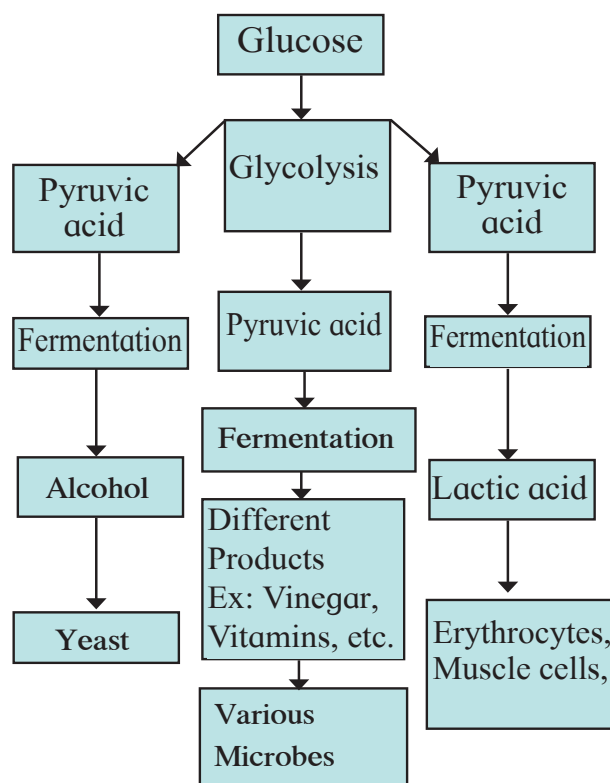 Glucose
Glycolysis
Pyruvic
acid
Fermentation
Alcohol
Yeast
Pyruvic acid
Fermentation
Different
Products
Ex: Vinegar,
Vitamins, etc.
Various
Microbes
Pyruvic
acid
Fermentation
Lactic acid
Erythrocytes,
Muscle cells,